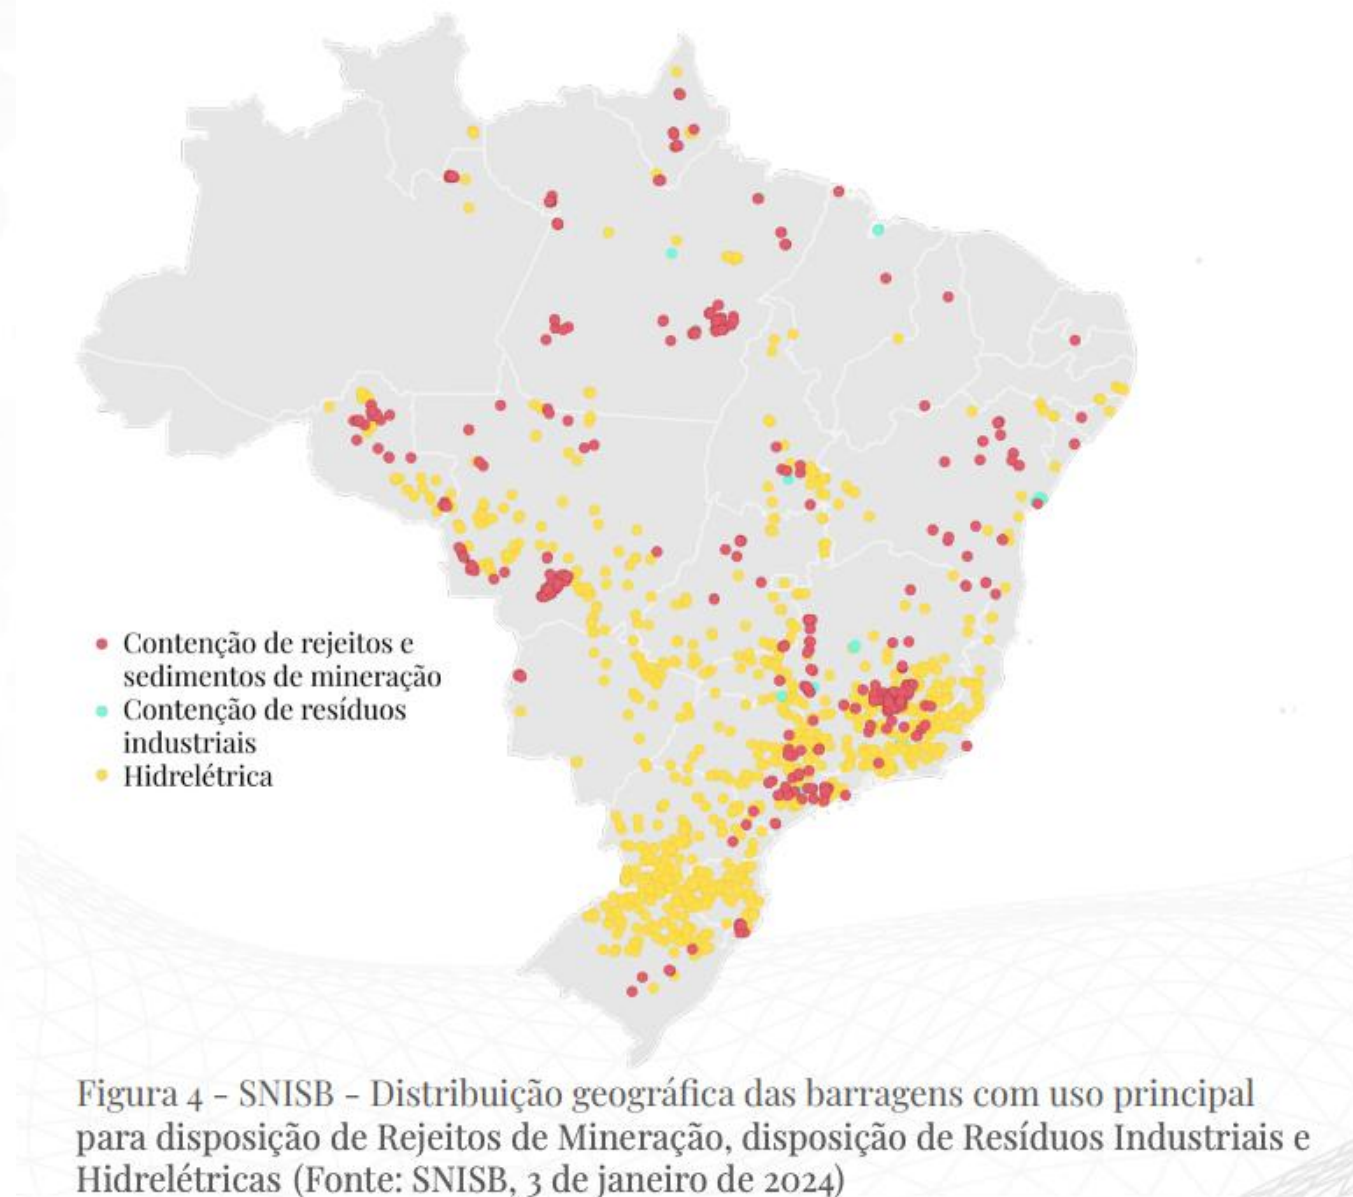 Contenção de rejeitos e
sedimentos de mineração
Contenção de resíduos
industriais
Hidrelétrica
Figura 4 - SNISB - Distribuição geográfica das barragens com uso principal
para disposição de Rejeitos de Mineração, disposição de Resíduos Industriais e
Hidrelétricas (Fonte: SNISB, 3 de janeiro de 2024)